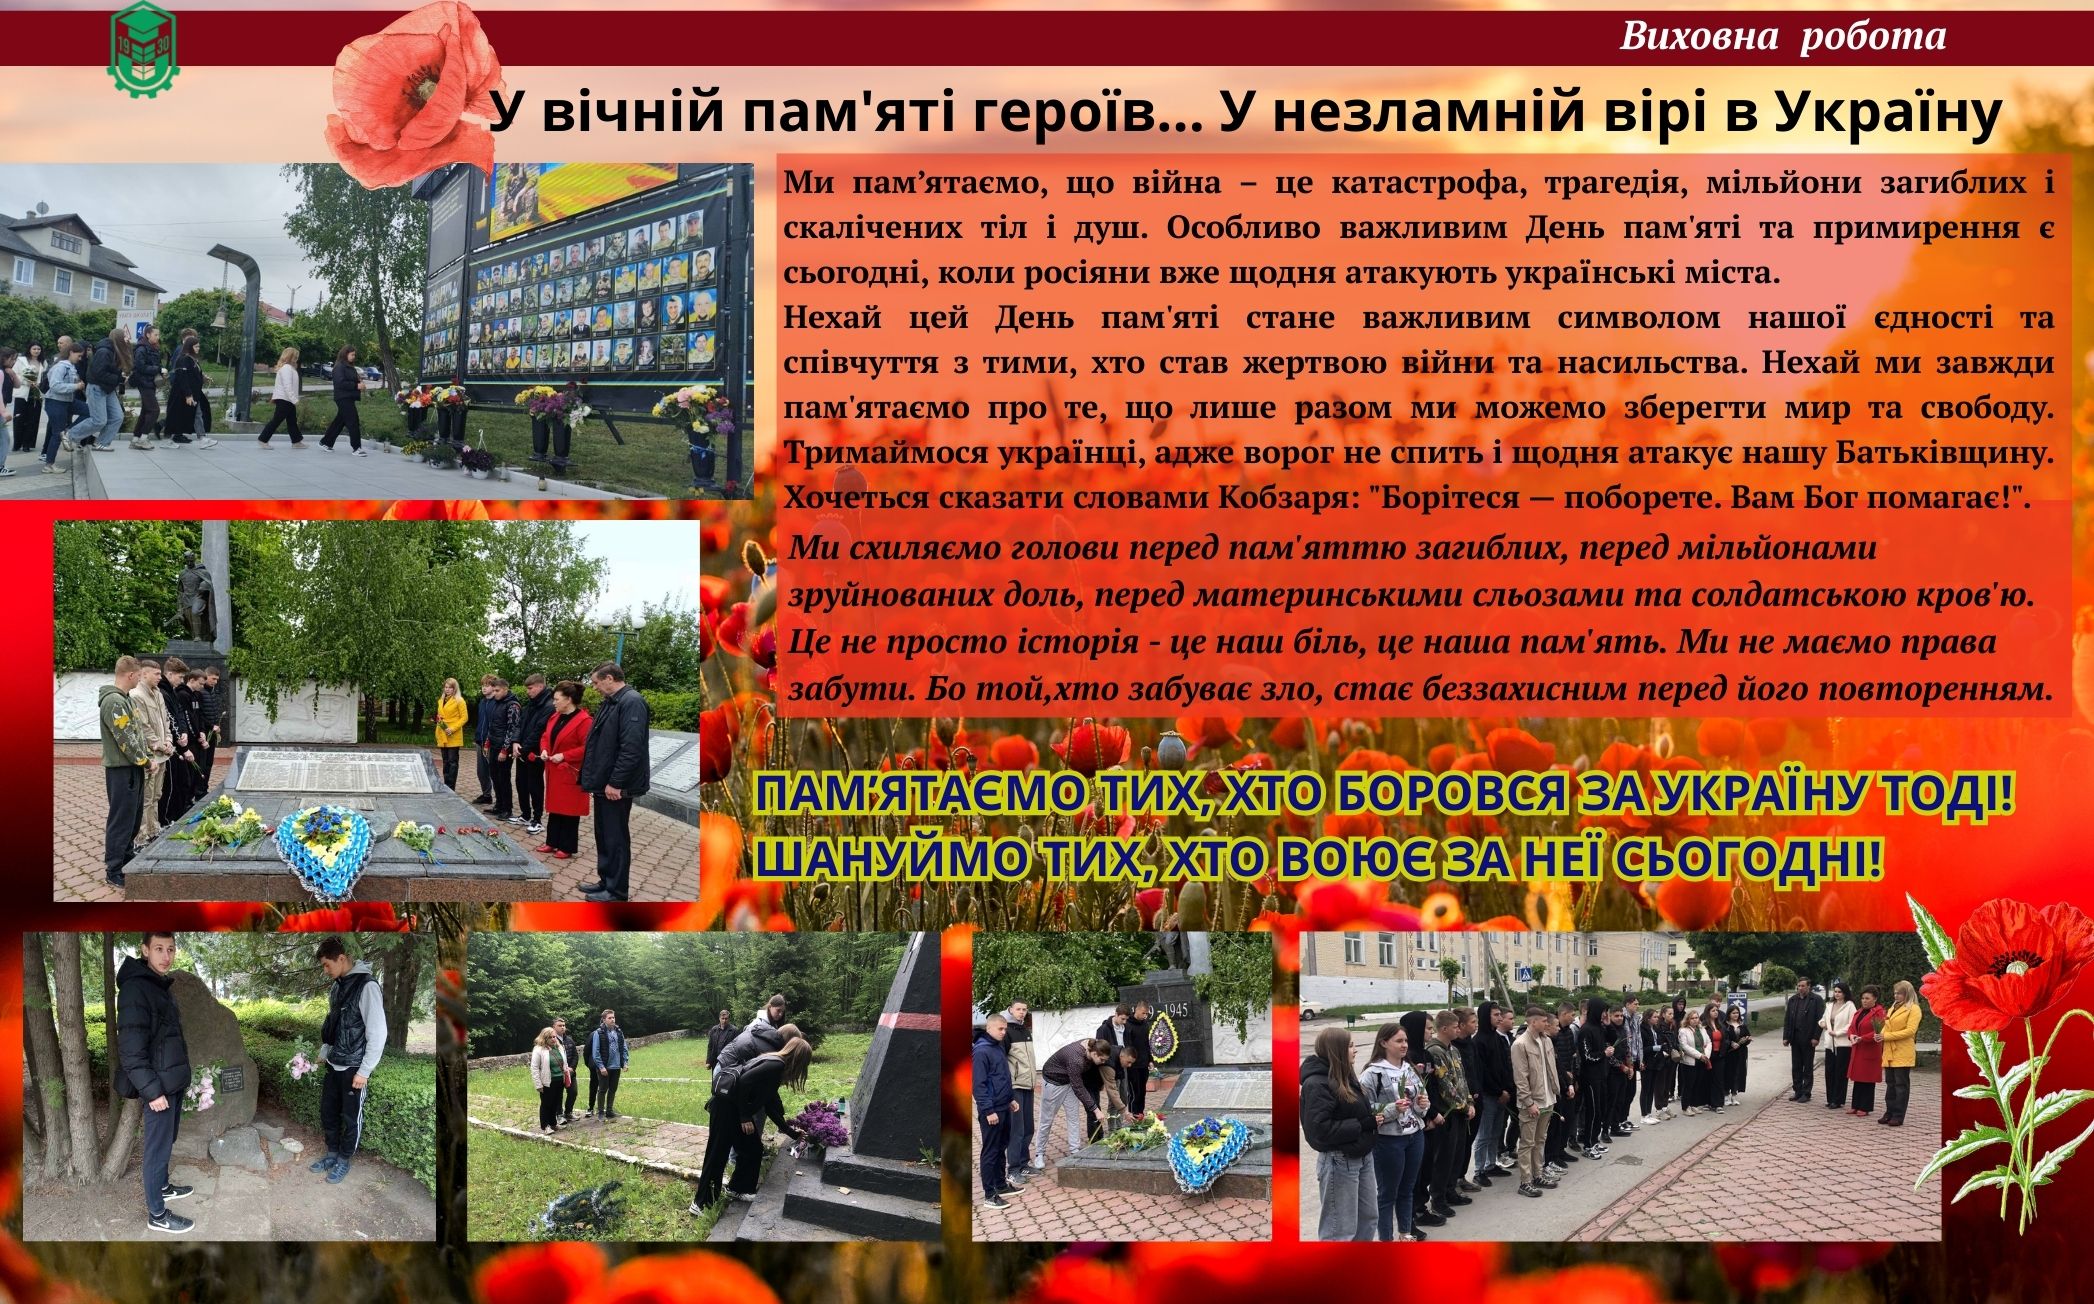 19 30
Виховна робота
У вічній пам'яті героїв... У незламній вірі в Україну
Ми пам’ятаємо, що війна – це катастрофа, трагедія, мільйони загиблих і
скалічених тіл і душ. Особливо важливим День пам'яті та примирення є
сьогодні, коли росіяни вже щодня атакують українські міста.
Нехай цей День пам'яті стане важливим символом нашої єдності та
співчуття з тими, хто став жертвою війни та насильства. Нехай ми завжди
пам'ятаємо про те, що лише разом ми можемо зберегти мир та свободу.
Тримаймося українці, адже ворог не спить і щодня атакує нашу Батьківщину.
Хочеться сказати словами Кобзаря: "Борітеся — поборете. Вам Бог помагає!".
Ми схиляємо голови перед пам'яттю загиблих, перед мільйонами
зруйнованих доль, перед материнськими сльозами та солдатською кров'ю.
Це не просто історія - це наш біль, це наша пам'ять. Ми не маємо права
забути. Бо той,хто забуває зло, стає беззахисним перед його повторенням.
ПАМ’ЯТАЄМО ТИХ, ХТО БОРОВСЯ ЗА УКРАЇНУ ТОДІ!
ШАНУЙМО ТИХ, ХТО ВОЮЄ ЗА НЕЇ СЬОГОДНІ!